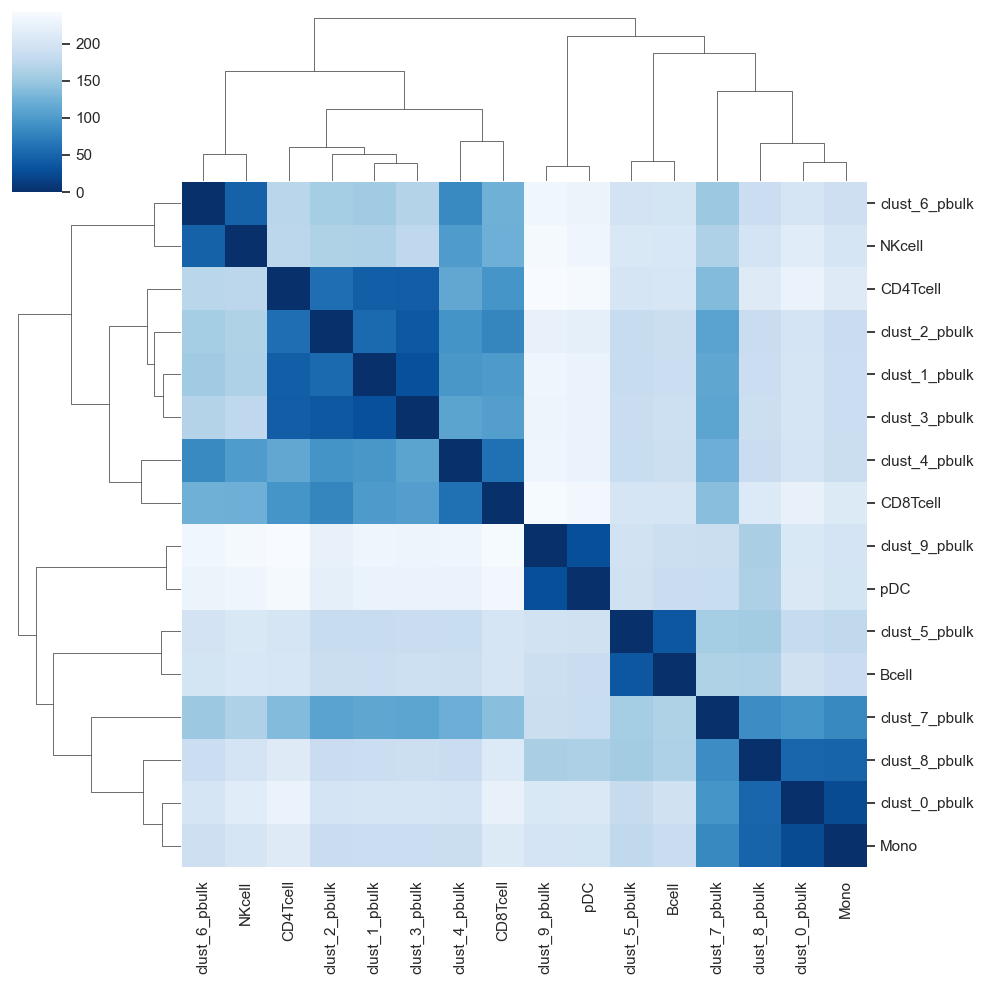 200
150
100
50
0
clust_6_pbulk
NKcell
CD4Tcell
clust_2_pbulk
clust_1_pbulk
clust_3_pbulk
clust_4_pbulk
CD8Tcell
clust_9_pbulk
pDC
clust_5_pbulk
Bcell
clust_7_pbulk
clust_8_pbulk
clust_0_pbulk
Mono
clust_6_pbulk
NKcell
CD4Tcell
clust_2_pbulk
clust_1_pbulk
clust_3_pbulk
clust_4_pbulk
CD8Tcell
clust_9_pbulk
pDC
clust_5_pbulk
Bcell
clust_7_pbulk
clust_8_pbulk
clust_0_pbulk
Mono